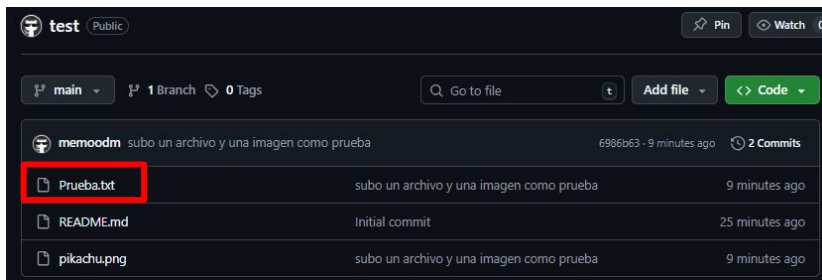 test Public Pin Watch
main 1 Branch 0 Tags Go to file t Add file <> Code
memoodm subo un archivo y una imagen como prueba 6986b63 · 9 minutes ago 2 Commits
Prueba.txt subo un archivo y una imagen como prueba 9 minutes ago
README.md Initial commit 25 minutes ago
pikachu.png subo un archivo y una imagen como prueba 9 minutes ago